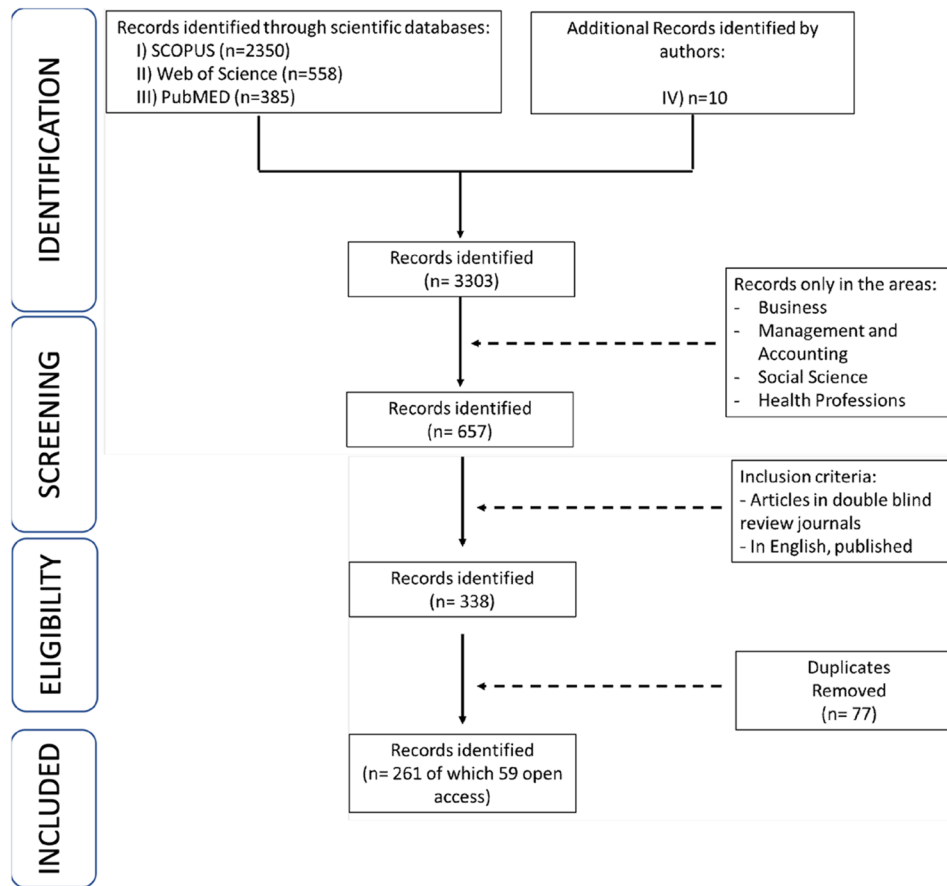 IDENTIFICATION
Records identified through scientific databases:
I) SCOPUS (n=2350)
II) Web of Science (n=558)
III) PubMED (n=385)
Additional Records identified by
authors:
IV) n=10
Records identified
(n= 3303)
Records only in the areas:
- Business
- Management and
Accounting
- Social Science
- Health Professions
SCREENING
Records identified
(n= 657)
Inclusion criteria:
- Articles in double blind
review journals
- In English, published
ELIGIBILITY
Records identified
(n= 338)
Duplicates
Removed
(n= 77)
INCLUDED
Records identified
(n= 261 of which 59 open
access)